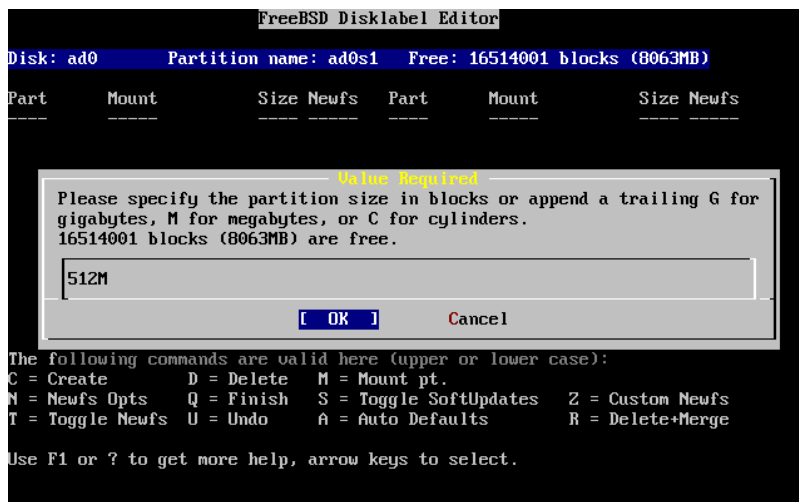 FreeBSD Disklabel Editor
Disk: ad0 Partition name: ad0s1 Free: 16514001 blocks (8063MB)
Part Mount Size Newfs Part Mount Size Newfs
---- ----- ---- ----- ---- ----- ---- -----
Value Required
Please specify the partition size in blocks or append a trailing G for
gigabytes, M for megabytes, or C for cylinders.
16514001 blocks (8063MB) are free.
512M
[ OK ] Cancel
The following commands are valid here (upper or lower case):
C = Create D = Delete M = Mount pt.
N = Newfs Opts Q = Finish S = Toggle SoftUpdates Z = Custom Newfs
T = Toggle Newfs U = Undo A = Auto Defaults R = Delete+Merge
Use F1 or ? to get more help, arrow keys to select.